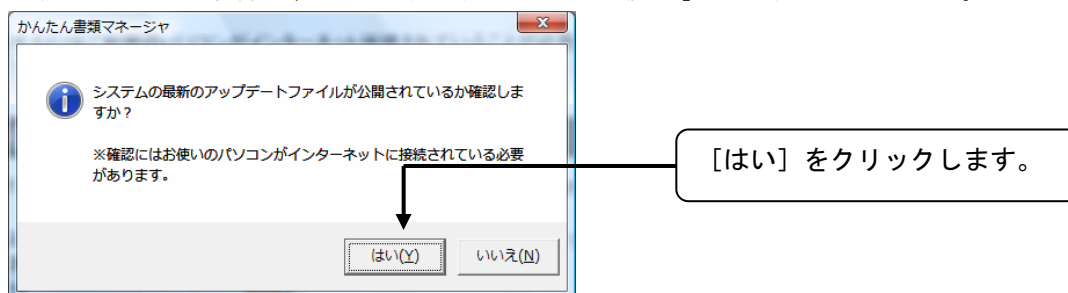 かんたん書類マネージャ
システムの最新のアップデートファイルが公開されているか確認しま
すか？
※確認にはお使いのパソコンがインターネットに接続されている必要
があります。
［はい］をクリックします。
はい(Y)
いいえ(N)